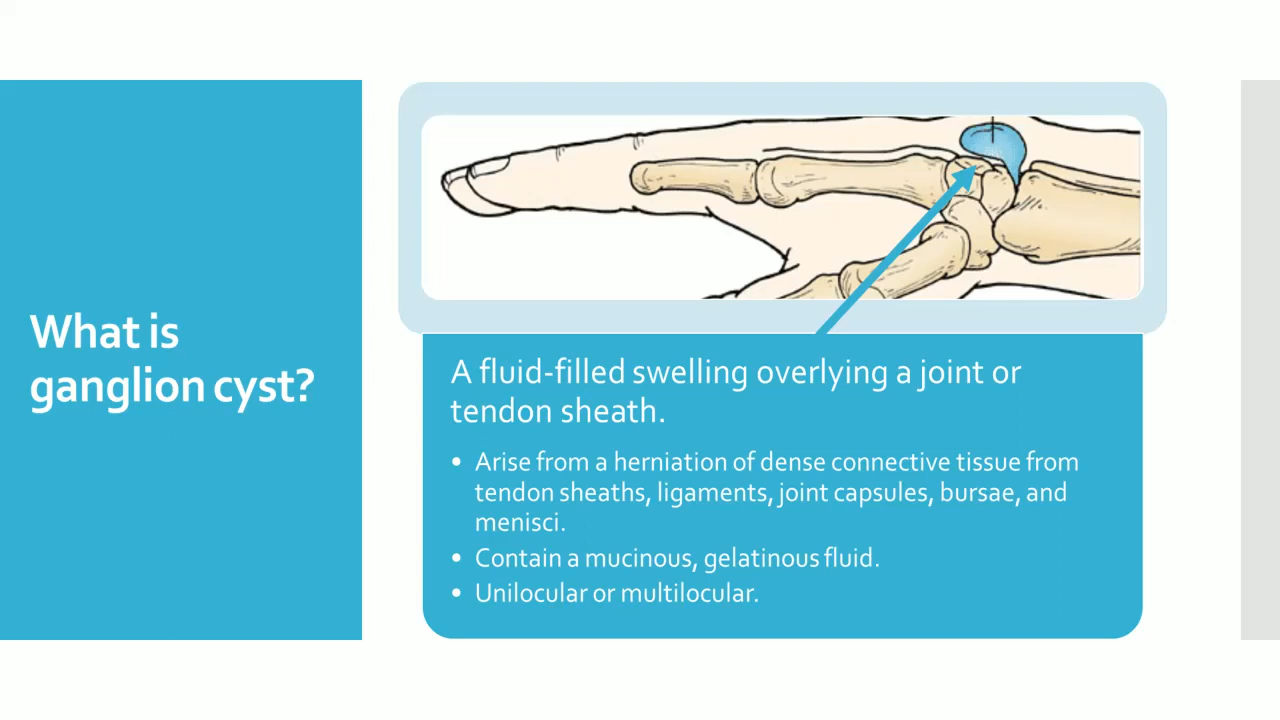 What is
ganglion cyst?
A fluid-filled swelling overlying a joint or
tendon sheath.
• Arise from a herniation of dense connective tissue from
tendon sheaths, ligaments, joint capsules, bursae, and
menisci.
• Contain a mucinous, gelatinous fluid.
• Unilocular or multilocular.